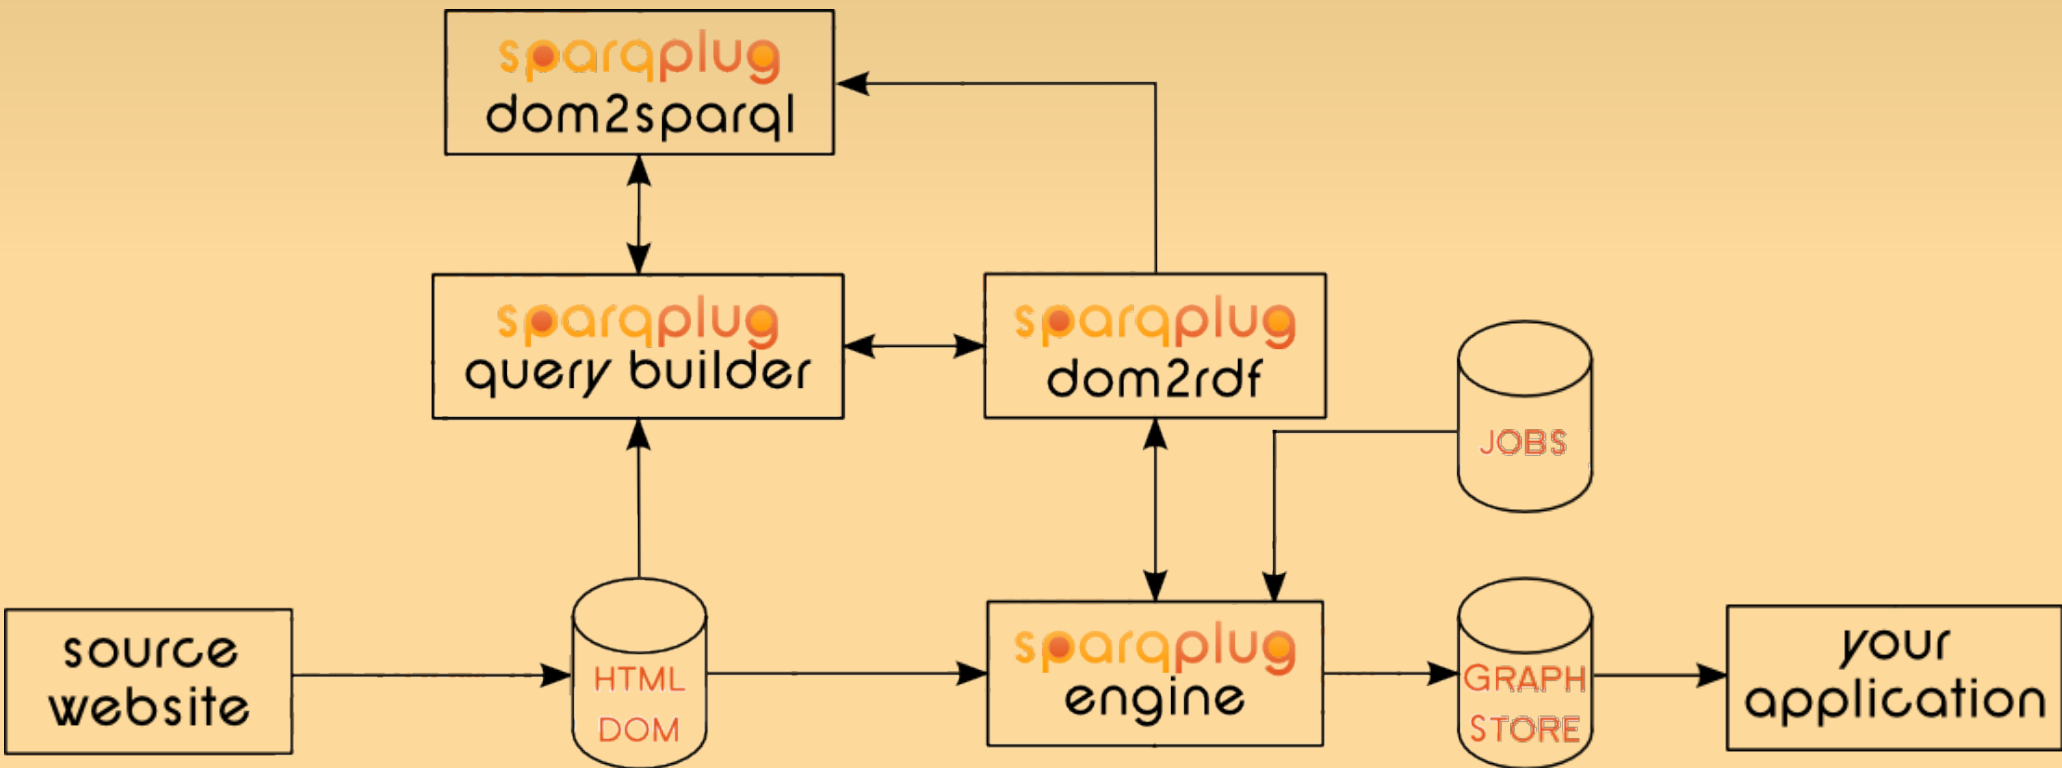 sparqplug
dom2sparql
sparqplug
query builder
sparqplug
dom2rdf
JOBS
source
website
HTML
DOM
sparqplug
engine
GRAPH
STORE
your
application